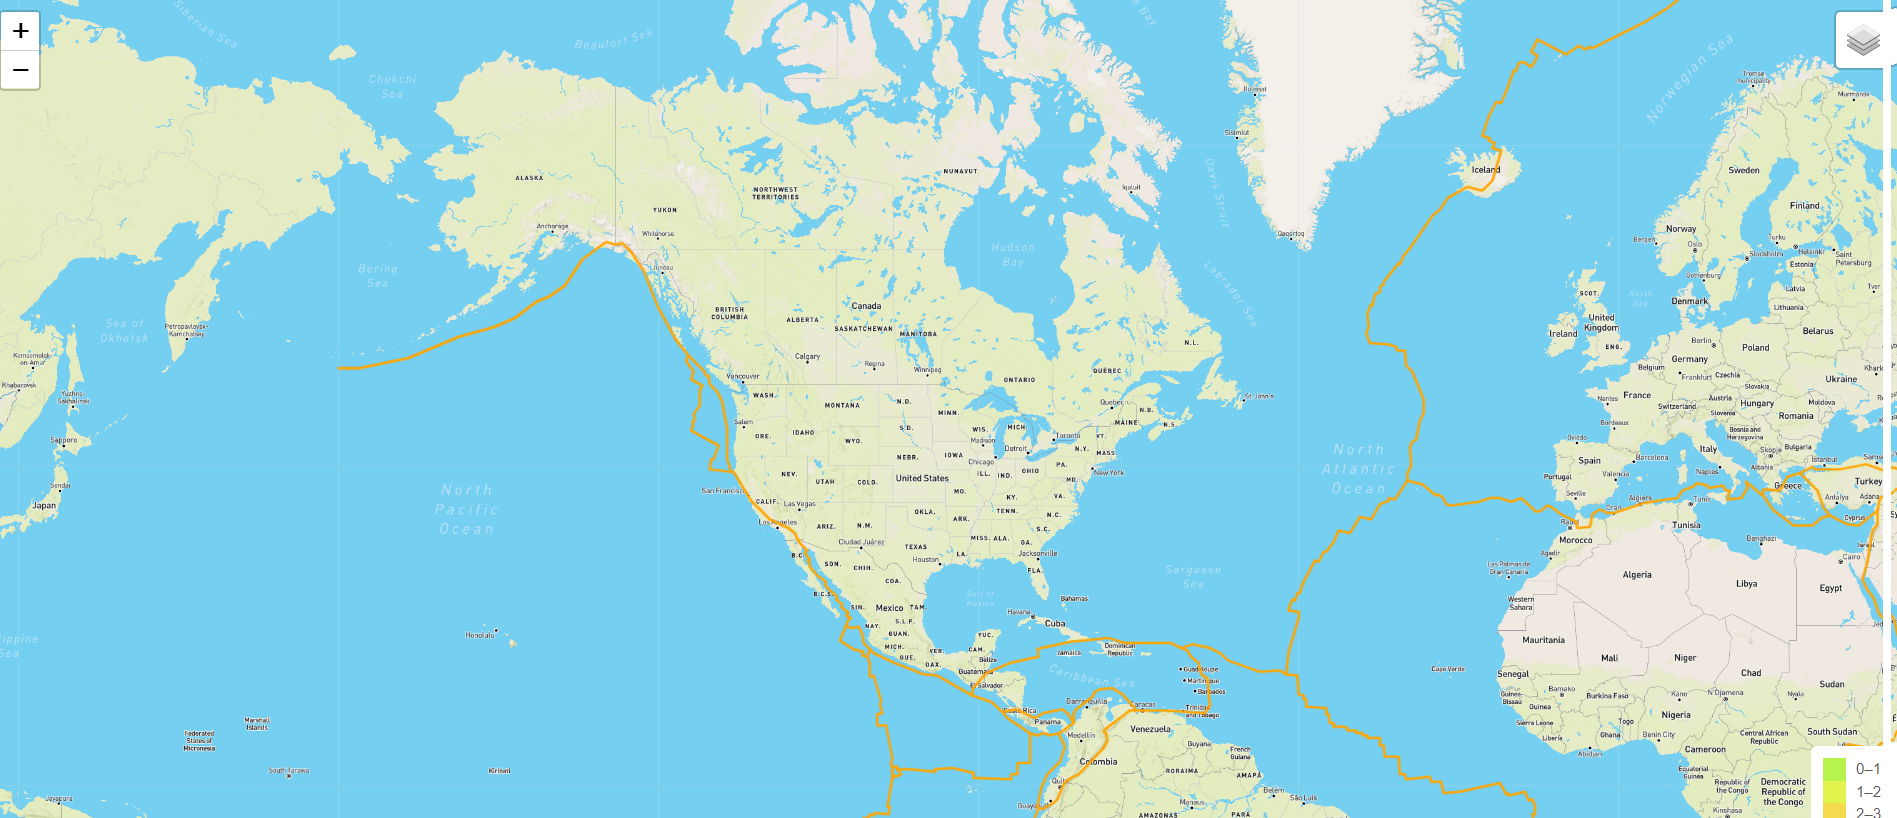 +
−
Siberian Sea
Beaufort Sea
Chukchi
Sea
Norwegian Sea
Tromsø
municipality
Murmansk
Ilulissat
Sisimiut
Davis Strait
Iceland
Sweden
ALASKA
NUNAVUT
NORTHWEST
TERRITORIES
Iqaluit
YUKON
Finland
Anchorage
Whitehorse
Qaqortoq
Norway
Bergen
Oslo
Turku
Helsinki
Stockholm
Saint
Petersburg
Estonia
Hudson
Bay
Juneau
Bering
Sea
Labrador Sea
Gothenburg
Latvia
Tver
North
Sea
SCOT.
Denmark
Lithuania
BRITISH
COLUMBIA
Canada
ALBERTA
SASKATCHEWAN
MANITOBA
Sea of
Okhotsk
Petropavlovsk-
Kamchatsky
United
Kingdom
Ireland
ENG.
Belarus
N.L.
Berlin
Poland
Komsomolsk-
on-Amur
Calgary
Regina
Winnipeg
Germany
Belgium
Frankfurt
Czechia
Ukraine
Khabarovsk
Vancouver
ONTARIO
QUÉBEC
Slovakia
Yuzhno-
Sakhalinsk
WASH.
MONTANA
N.D.
MINN.
Quebec
N.B.
MAINE
N.S.
St. John's
France
Nantes
Switzerland
Austria
Slovenia
Hungary
Moldova
Romania
Bordeaux
Salem
ORE.
IDAHO
WYO.
S.D.
WIS.
Madison
MICH.
Detroit
Toronto
VT.
N.Y.
MASS.
Bosnia and
Herzegovina
Sapporo
Oviedo
Italy
Skopje
Bulgaria
NEBR.
IOWA
Chicago
ILL.
IND.
OHIO
PA.
New York
MD.
Spain
Barcelona
Portugal
Valencia
Naples
Albania
Istanbul
Turkey
Sendai
Japan
NEV.
UTAH
COLO.
United States
North
Atlantic
Ocean
North
Pacific
Ocean
San Francisco
CALIF.
Las Vegas
MO.
KY.
VA.
Seville
Algiers
Oran
Tunis
Greece
Antalya
Adana
Cyprus
Los Angeles
ARIZ.
N.M.
OKLA.
ARK.
TENN.
N.C.
S.C.
Rabat
Morocco
Tunisia
Ciudad Juárez
TEXAS
MISS.
ALA.
GA.
LA.
Jacksonville
Houston
B.C.
SON.
CHIH.
COA.
FLA.
Agadir
Benghazi
Cairo
Israel
Las Palmas de
Gran Canaria
Algeria
Libya
Egypt
Sargasso
Sea
B.C.S.
SIN.
Mexico
TAM.
Gulf of
Mexico
Bahamas
Havana
Cuba
Western
Sahara
NAY.
S.L.P.
GUAN.
MICH.
GUE.
VER.
OAX.
YUC.
CAM.
Belize
Guatemala
El Salvador
Honolulu
Jamaica
Dominican
Republic
Caribbean Sea
Guadeloupe
Martinique
Barbados
Mauritania
Mali
Niger
Chad
Sudan
Cape Verde
Senegal
Bamako
Guinea-
Bissau
Guinea
Burkina Faso
Kano
N'Djamena
Nyala
Marshall
Islands
Federated
States of
Micronesia
Costa Rica
Panama
Barranquilla
Caracas
Trinidad
and Tobago
Medellín
Venezuela
Guyana
French
Guiana
Sierra Leone
Liberia
Togo
Ghana
Nigeria
Benin City
Abidjan
Central African
Republic
South Sudan
Cameroon
South Tarawa
Kiribati
Jayapura
Colombia
Quito
Guayaquil
RORAIMA
AMAPÁ
Manaus
AMAZONAS
PARÁ
Belém
São Luís
Equatorial
Guinea
Republic of
the Congo
Democratic
Republic of
the Congo
Kinshasa
0–1
1–2
2–3